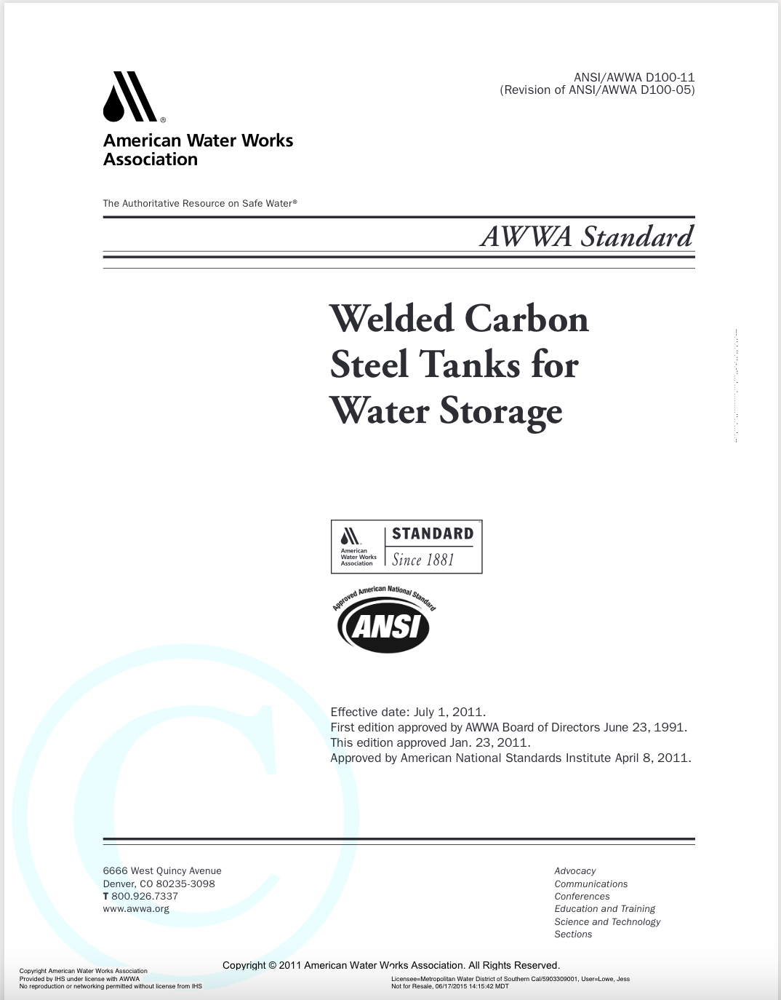 ANSI/AWWA D100-11
(Revision of ANSI/AWWA D100-05)
®
American Water Works
Association
The Authoritative Resource on Safe Water®
AWWA Standard
Welded Carbon
Steel Tanks for
Water Storage
American
Water Works
Association
STANDARD
Since 1881
Approved American National Standard
ANSI
Effective date: July 1, 2011.
First edition approved by AWWA Board of Directors June 23, 1991.
This edition approved Jan. 23, 2011.
Approved by American National Standards Institute April 8, 2011.
©
6666 West Quincy Avenue
Denver, CO 80235-3098
T 800.926.7337
www.awwa.org
Advocacy
Communications
Conferences
Education and Training
Science and Technology
Sections
Copyright © 2011 American Water Works Association. All Rights Reserved.
Copyright American Water Works Association
Provided by IHS under license with AWWA
No reproduction or networking permitted without license from IHS
Licensee=Metropolitan Water District of Southern Cal/5903309001, User=Lowe, Jess
Not for Resale, 06/17/2015 14:15:42 MDT